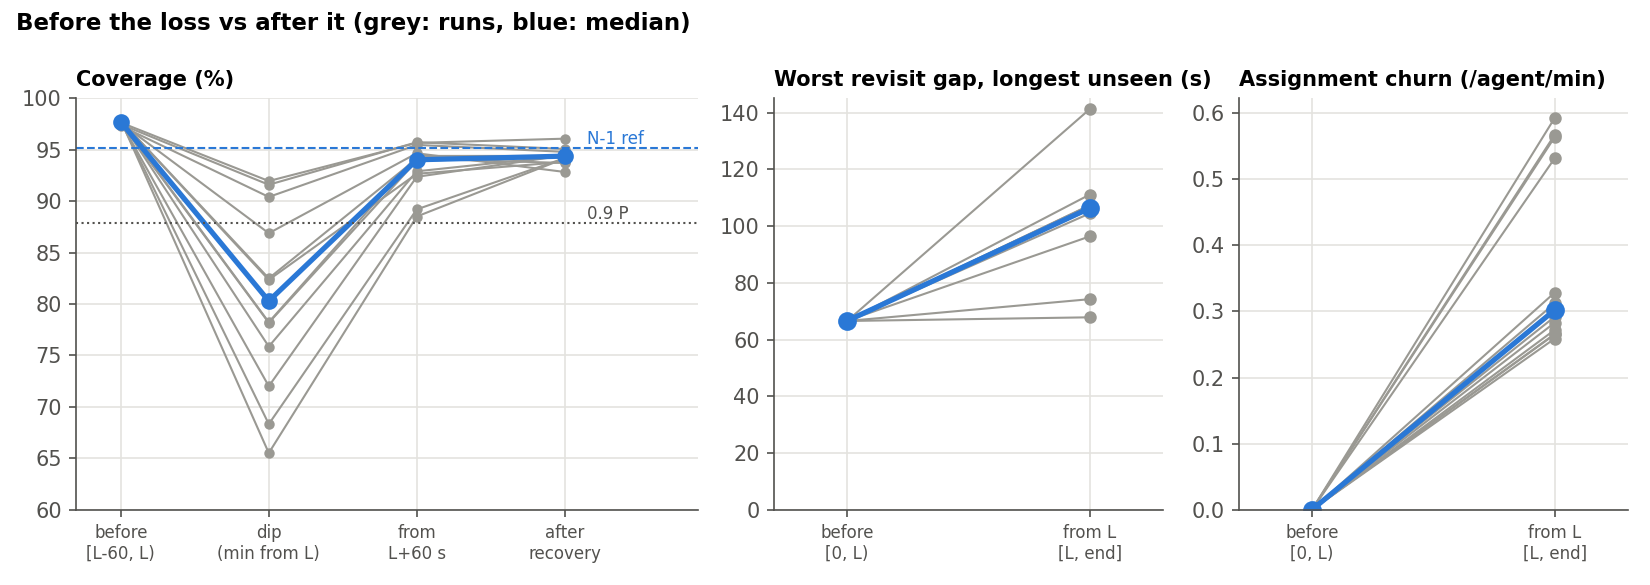 Before the loss vs after it (grey: runs, blue: median)
Coverage (%)
100
95
90
85
80
75
70
65
60
N-1 ref
0.9 P
before
[L-60, L)
dip
(min from L)
from
L+60 s
after
recovery
Worst revisit gap, longest unseen (s)
140
120
100
80
60
40
20
0
before
[0, L)
from L
[L, end]
Assignment churn (/agent/min)
0.6
0.5
0.4
0.3
0.2
0.1
0.0
before
[0, L)
from L
[L, end]